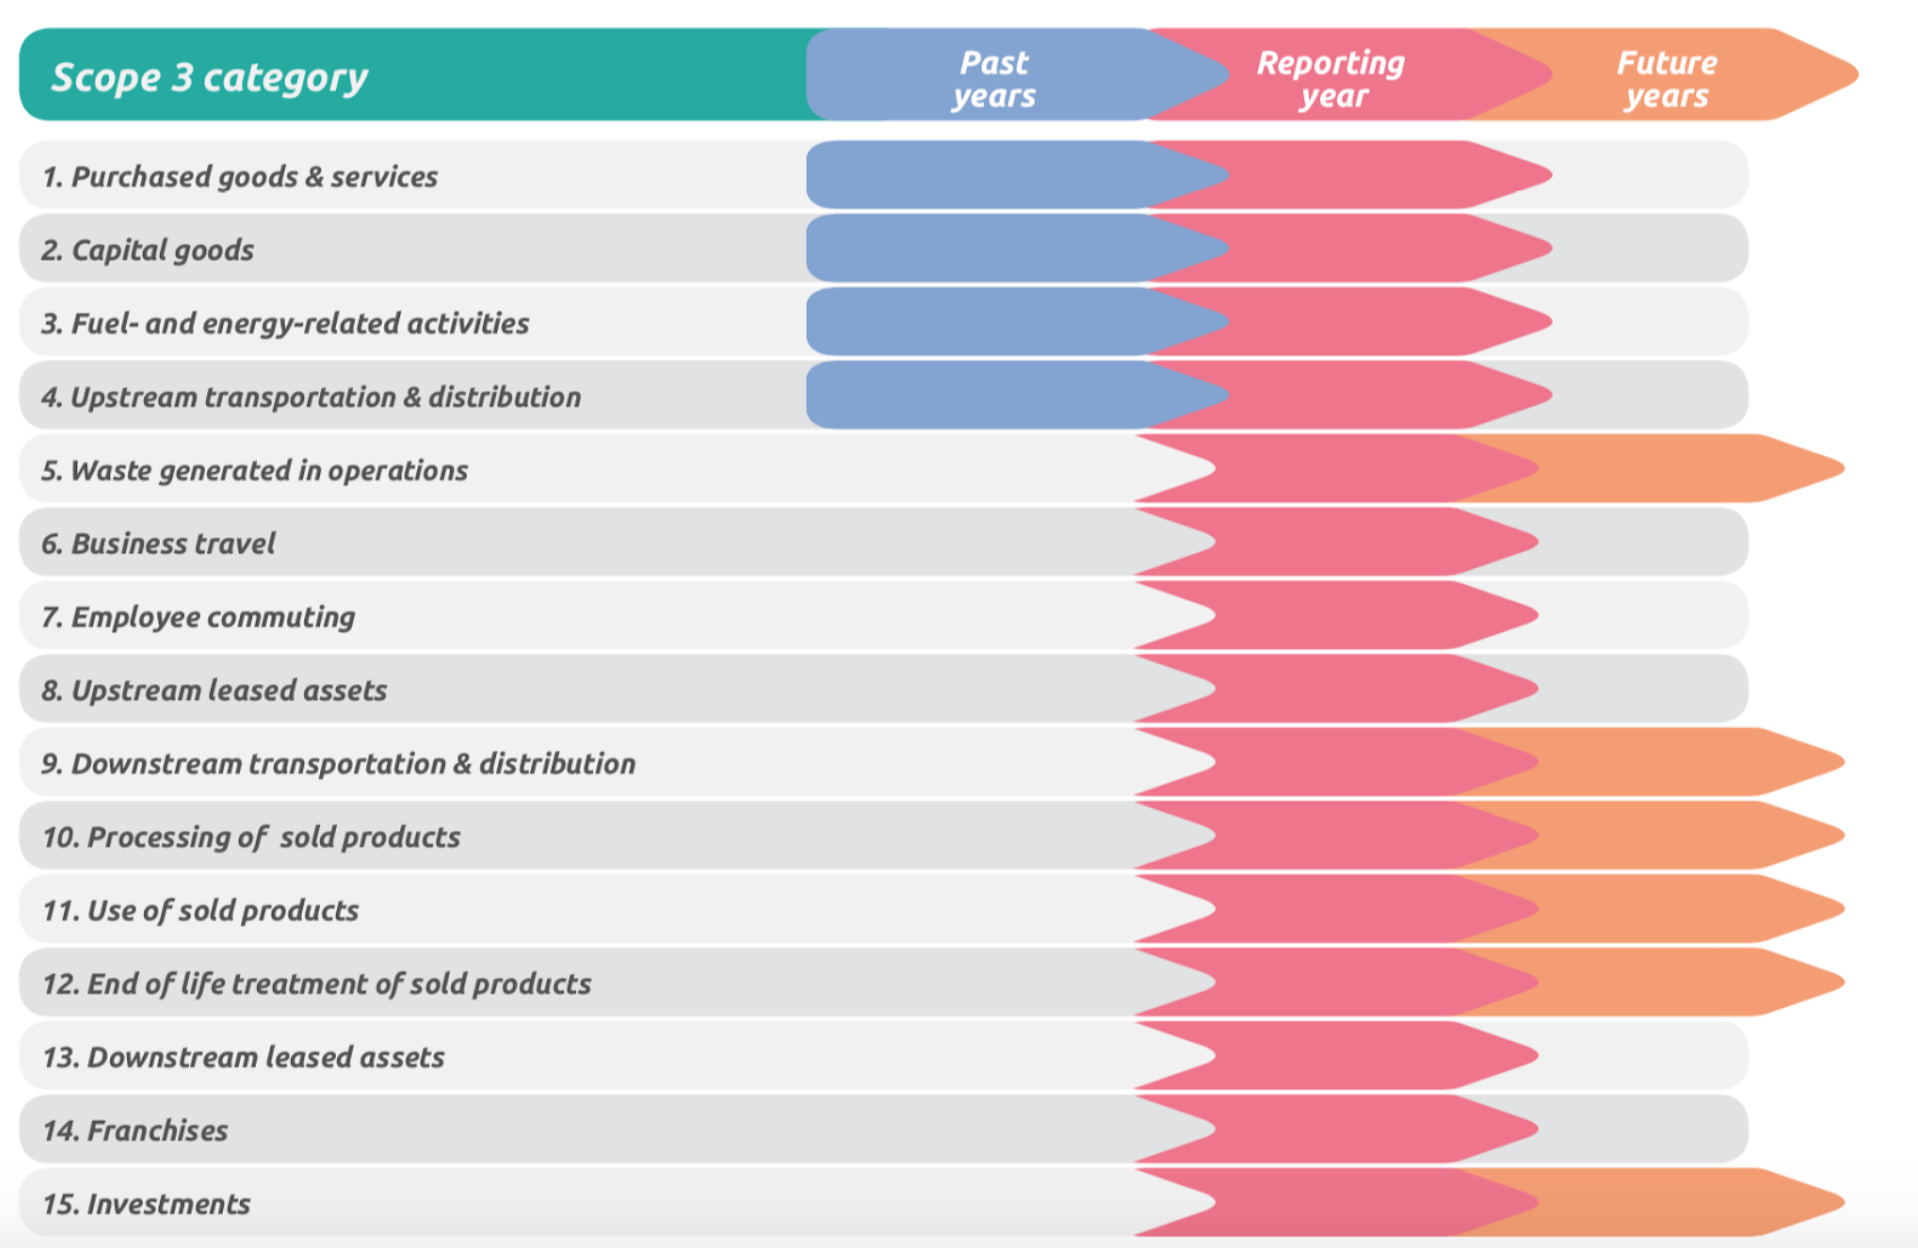 Scope 3 category
Past
years
Reporting
year
Future
years
1. Purchased goods & services
2. Capital goods
3. Fuel- and energy-related activities
4. Upstream transportation & distribution
5. Waste generated in operations
6. Business travel
7. Employee commuting
8. Upstream leased assets
9. Downstream transportation & distribution
10. Processing of sold products
11. Use of sold products
12. End of life treatment of sold products
13. Downstream leased assets
14. Franchises
15. Investments